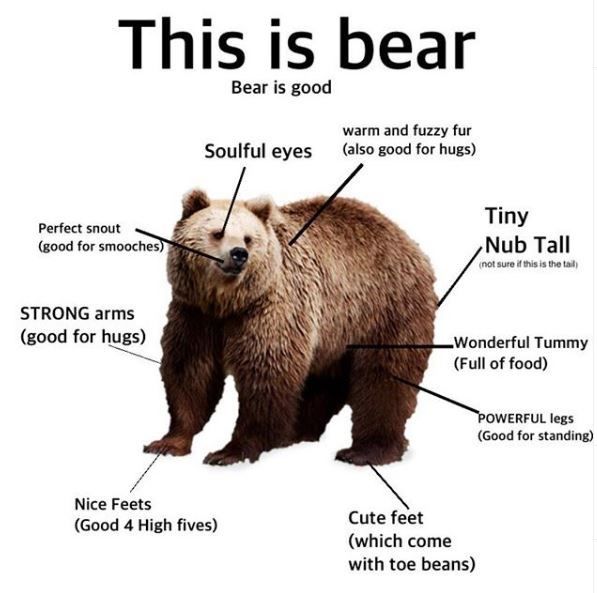 This is bear
Bear is good
warm and fuzzy fur
(also good for hugs)
Soulful eyes
Tiny
Nub Tall
(not sure if this is the tail)
Perfect snout
(good for smooches)
STRONG arms
(good for hugs)
Wonderful Tummy
(Full of food)
POWERFUL legs
(Good for standing)
Nice Feets
(Good 4 High fives)
Cute feet
(which come
with toe beans)